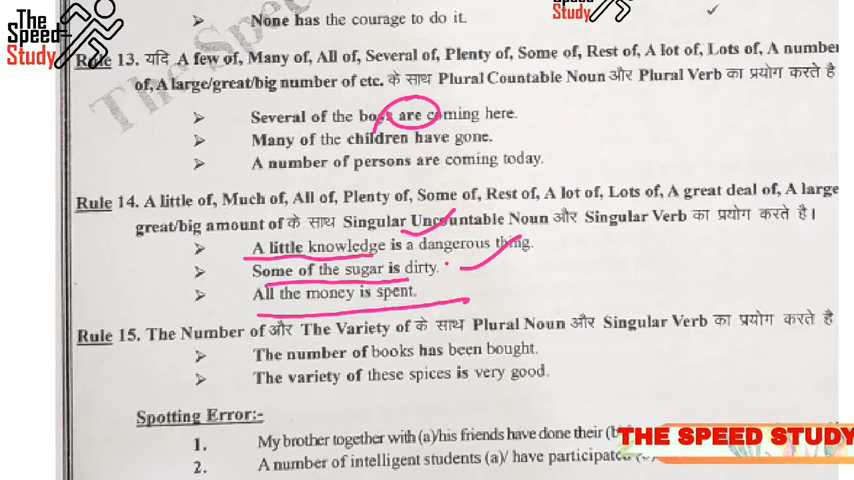 The Speed-Study
Study
None has the courage to do it.
Rule 13. यदि A few of, Many of, All of, Several of, Plenty of, Some of, Rest of, A lot of, Lots of, A number
of, A large/great/big number of etc. के साथ Plural Countable Noun और Plural Verb का प्रयोग करते है
Several of the boys are coming here.
Many of the children have gone.
A number of persons are coming today.
Rule 14. A little of, Much of, All of, Plenty of, Some of, Rest of, A lot of, Lots of, A great deal of, A large
great/big amount of के साथ Singular Uncountable Noun और Singular Verb का प्रयोग करते है।
A little knowledge is a dangerous thing.
Some of the sugar is dirty.
All the money is spent.
Rule 15. The Number of और The Variety of के साथ Plural Noun और Singular Verb का प्रयोग करते है
The number of books has been bought.
The variety of these spices is very good.
Spotting Error:-
1. My brother together with (a)/his friends have done their (b)
2. A number of intelligent students (a)/ have participated
THE SPEED STUDY